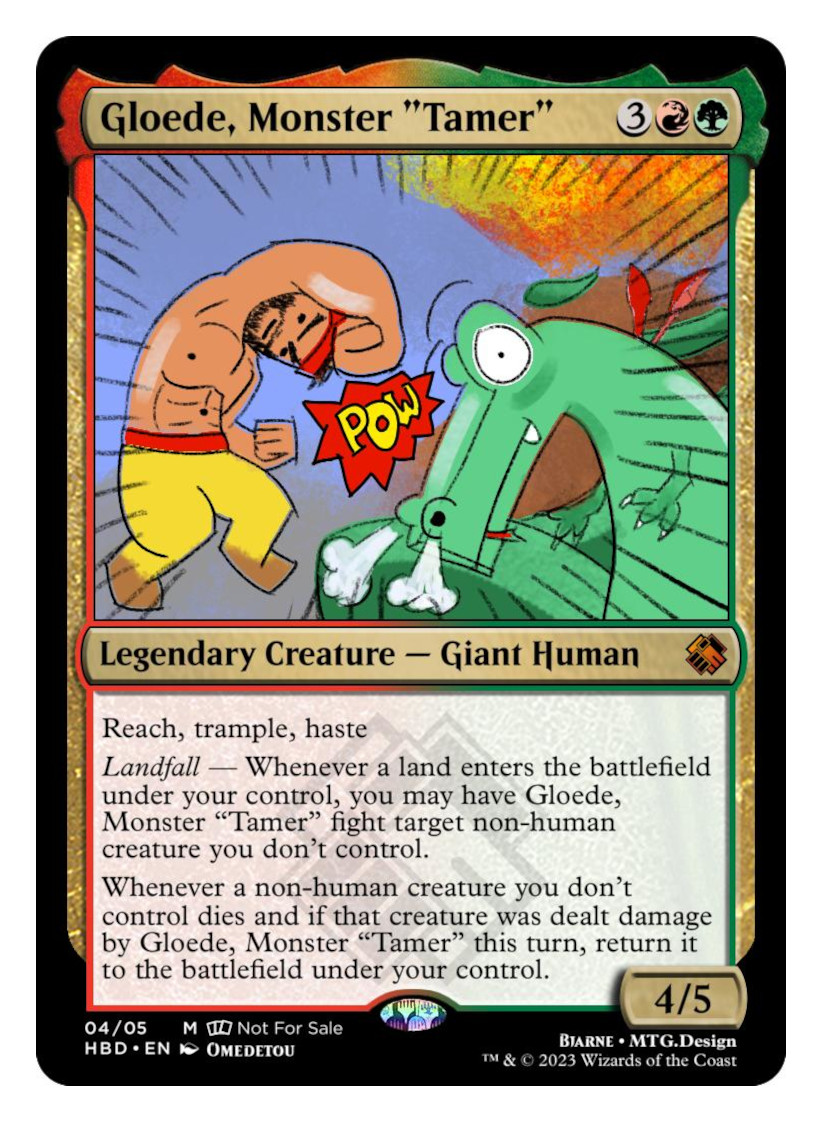 Gloede, Monster "Tamer" 3
POW
Legendary Creature — Giant Human
Reach, trample, haste
Landfall — Whenever a land enters the battlefield
under your control, you may have Gloede,
Monster “Tamer” fight target non-human
creature you don’t control.
Whenever a non-human creature you don’t
control dies and if that creature was dealt damage
by Gloede, Monster “Tamer” this turn, return it
to the battlefield under your control.
4/5
04/05 M Not For Sale
HBD • EN Omedetou
Bjarne • MTG.Design
™ & © 2023 Wizards of the Coast